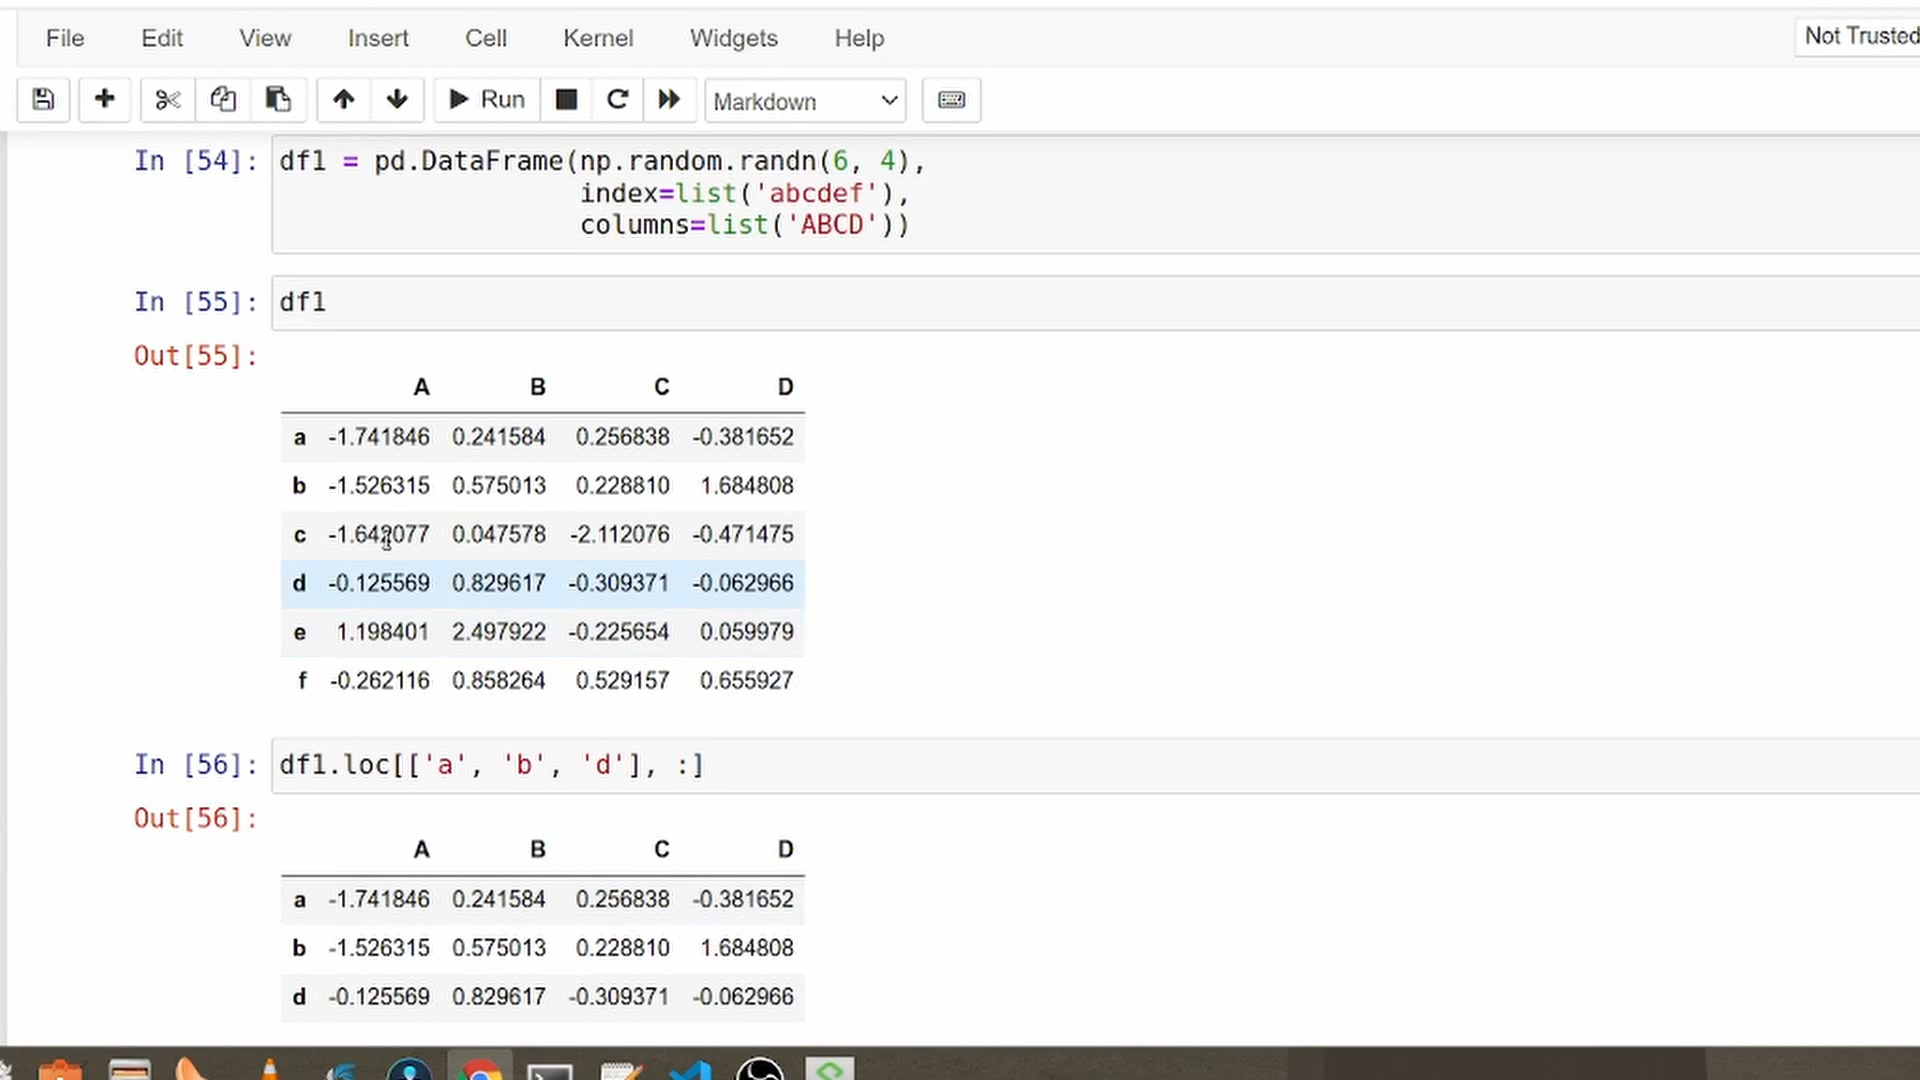 File Edit View Insert Cell Kernel Widgets Help Not Trusted
Run Markdown
In [54]: df1 = pd.DataFrame(np.random.randn(6, 4),
index=list('abcdef'),
columns=list('ABCD'))
In [55]: df1
Out[55]:
A B C D
a -1.741846 0.241584 0.256838 -0.381652
b -1.526315 0.575013 0.228810 1.684808
c -1.642077 0.047578 -2.112076 -0.471475
d -0.125569 0.829617 -0.309371 -0.062966
e 1.198401 2.497922 -0.225654 0.059979
f -0.262116 0.858264 0.529157 0.655927
In [56]: df1.loc[['a', 'b', 'd'], :]
Out[56]:
A B C D
a -1.741846 0.241584 0.256838 -0.381652
b -1.526315 0.575013 0.228810 1.684808
d -0.125569 0.829617 -0.309371 -0.062966